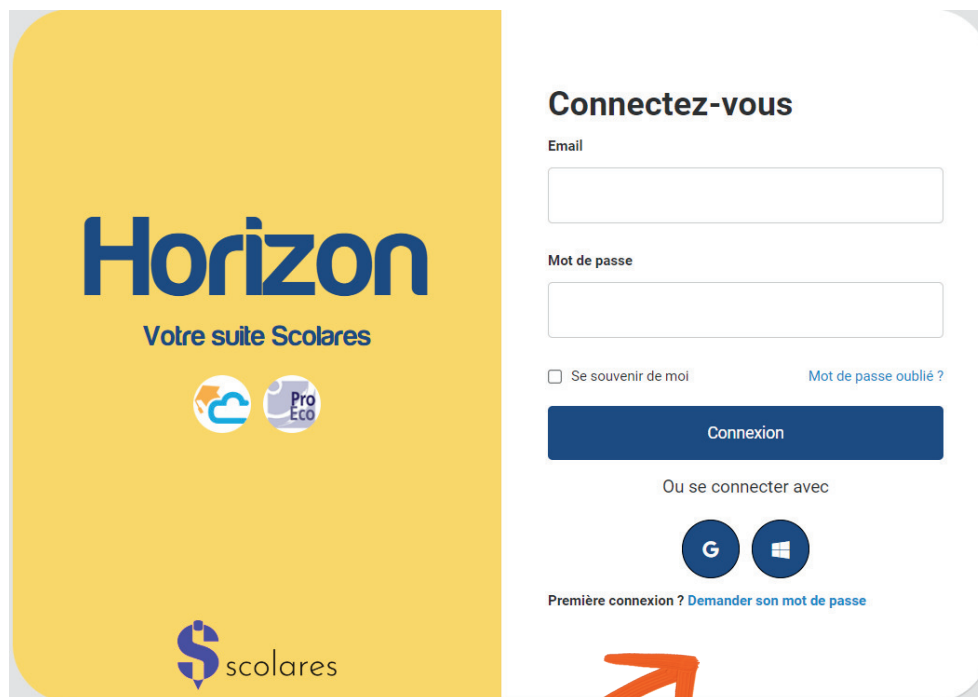 Horizon
Votre suite Scolares
Pro
Eco
scolares
Connectez-vous
Email
Mot de passe
Se souvenir de moi
Mot de passe oublié ?
Connexion
Ou se connecter avec
G
Première connexion ? Demander son mot de passe